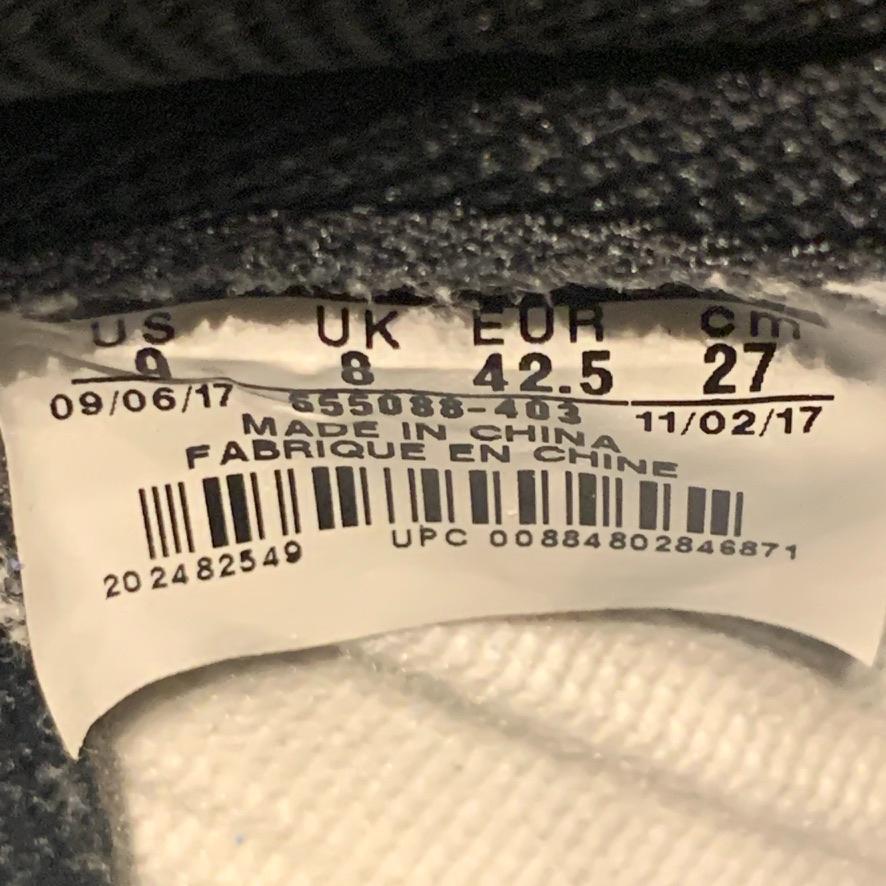 US UK EUR cm
9 8 42.5 27
09/06/17 555088-403 11/02/17
MADE IN CHINA
FABRIQUE EN CHINE
202482549 UPC 00884802846871